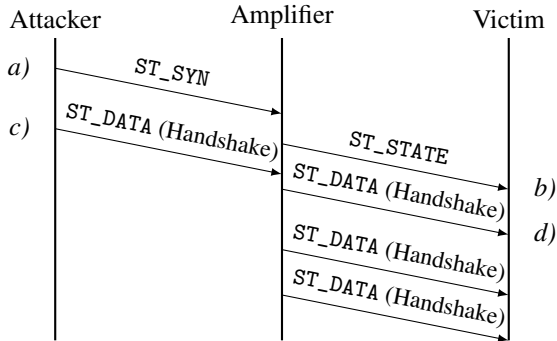 Attacker Amplifier Victim
a) ST_SYN
c) ST_DATA (Handshake)
ST_STATE
b)
ST_DATA (Handshake)
d)
ST_DATA (Handshake)
ST_DATA (Handshake)